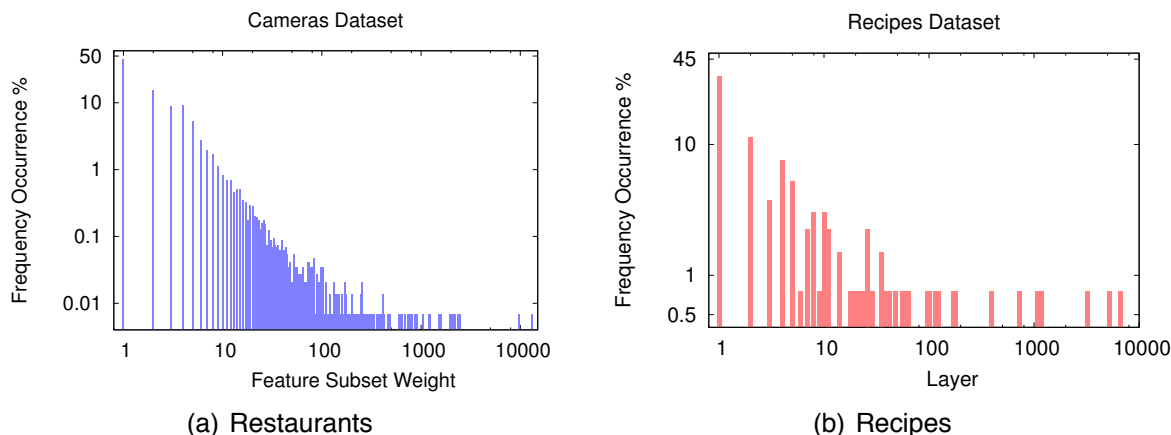 Cameras Dataset
Frequency Occurrence %
50
10
1
0.1
0.01
1 10 100 1000 10000
Feature Subset Weight
(a) Restaurants
Recipes Dataset
Frequency Occurrence %
45
10
1
0.5
1 10 100 1000 10000
Layer
(b) Recipes